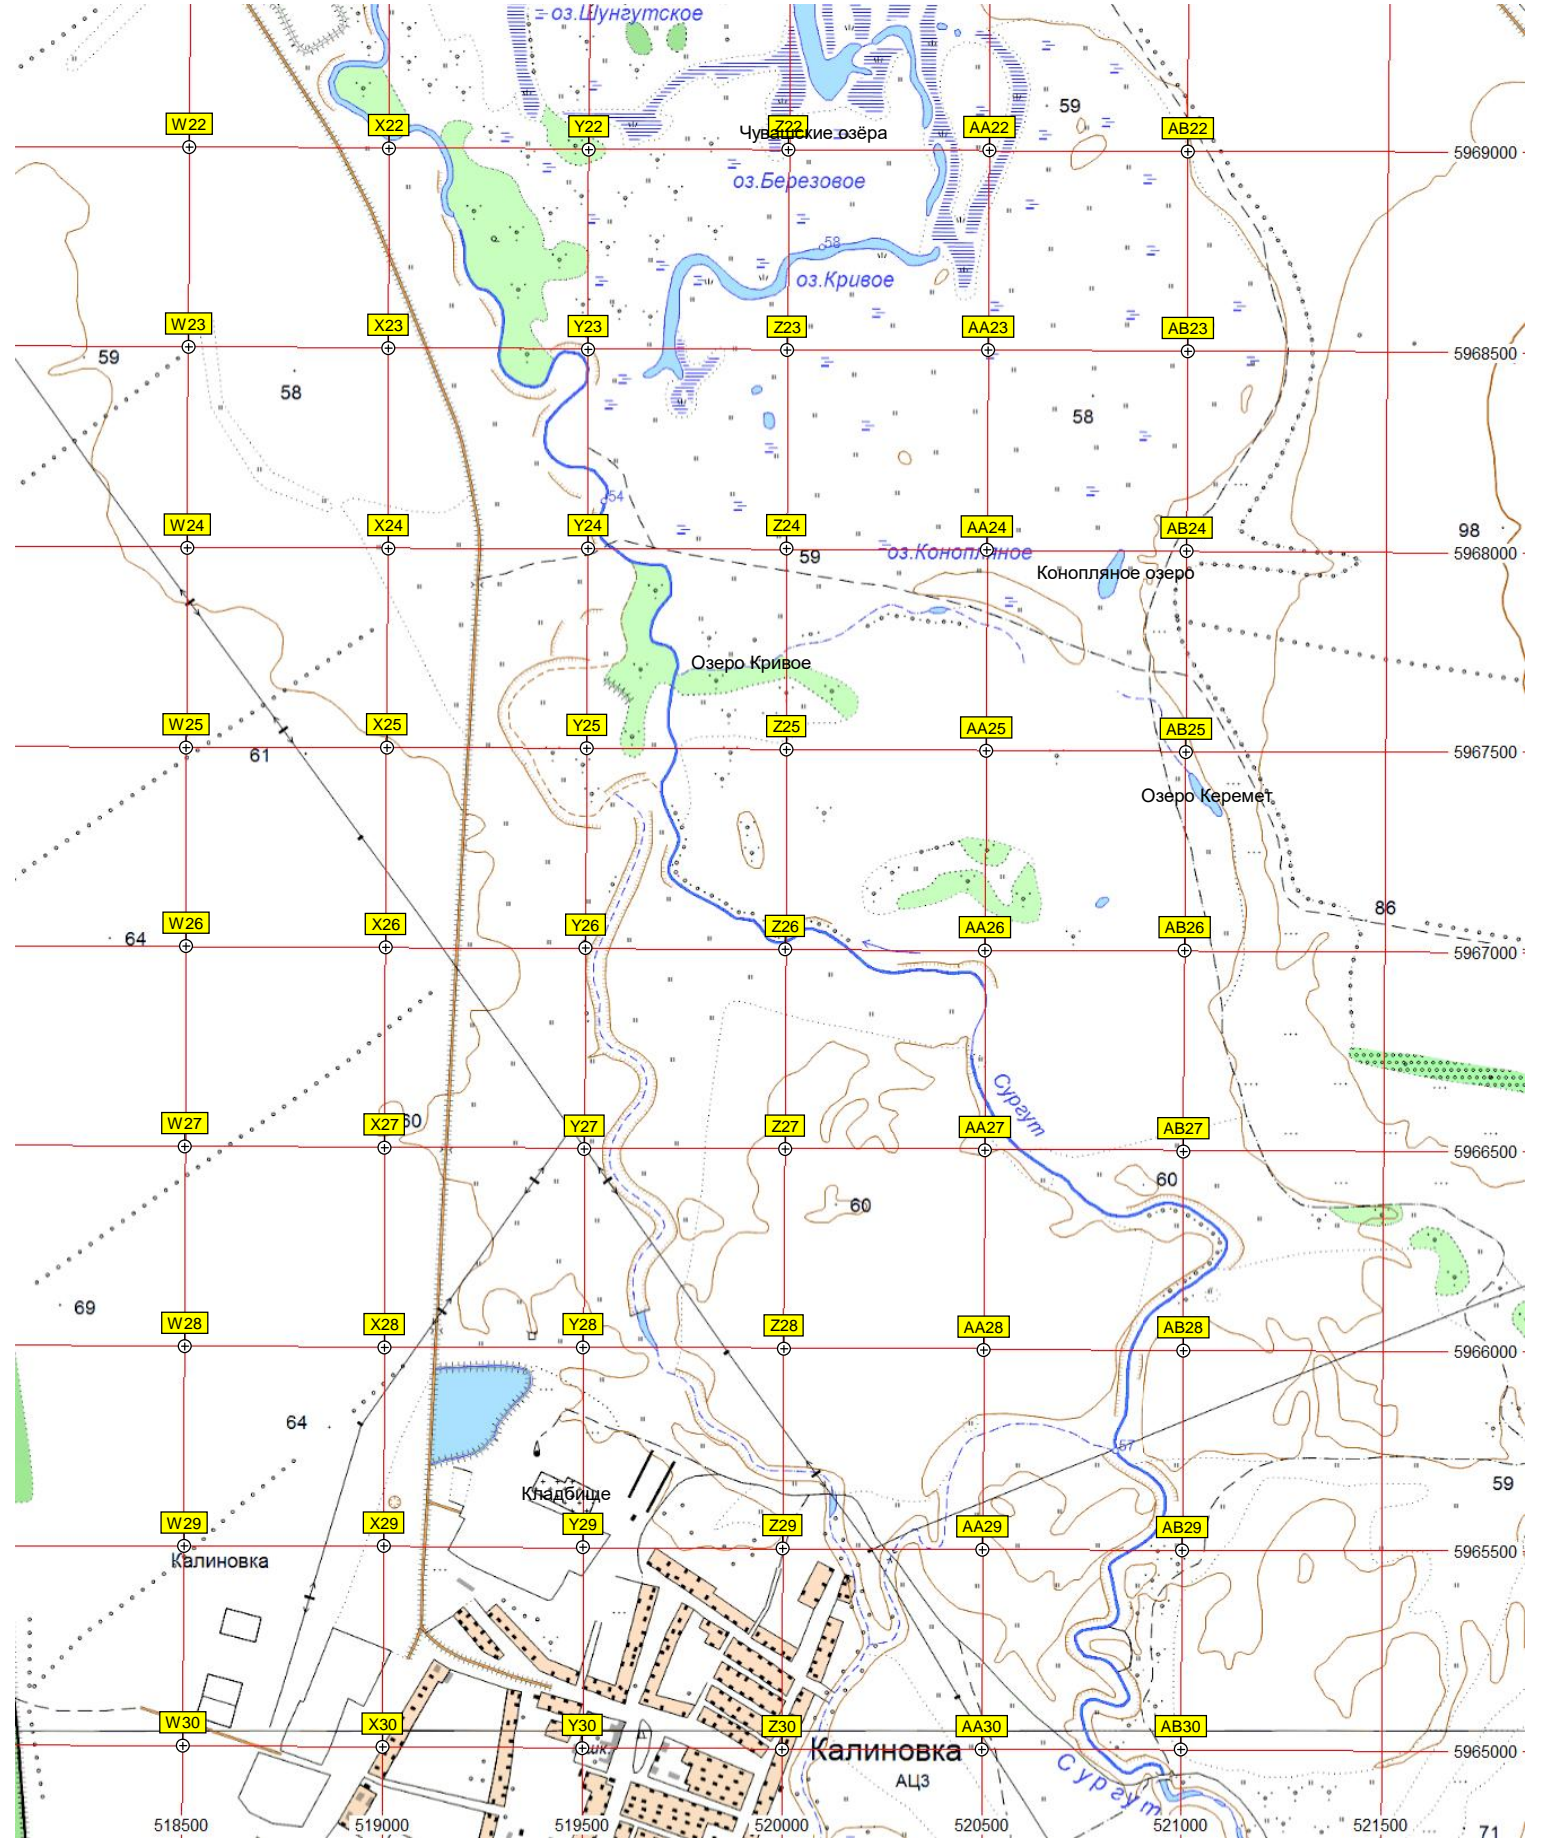 оз.Шунгутское
59
W22 X22 Y22 Z22 AA22 AB22
Чувашские озёра
5969000
оз.Березовое
58
оз.Кривое
W23 X23 Y23 Z23 AA23 AB23
5968500
59
58
58
54
W24 X24 Y24 Z24 AA24 AB24
98
59
оз.Конопляное
5968000
Конопляное озеро
Озеро Кривое
W25 X25 Y25 Z25 AA25 AB25
61
5967500
Озеро Керемет
86
W26 X26 Y26 Z26 AA26 AB26
64
5967000
Сургут
W27 X27 60 Y27 Z27 AA27 AB27
5966500
60
60
69
W28 X28 Y28 Z28 AA28 AB28
5966000
64
57
59
Кладбище
W29 X29 Y29 Z29 AA29 AB29
5965500
Калиновка
W30 X30 Y30 Z30 AA30 AB30
шк.
Калиновка
5965000
АЦЗ
Сургут
518500 519000 519500 520000 520500 521000 521500
71